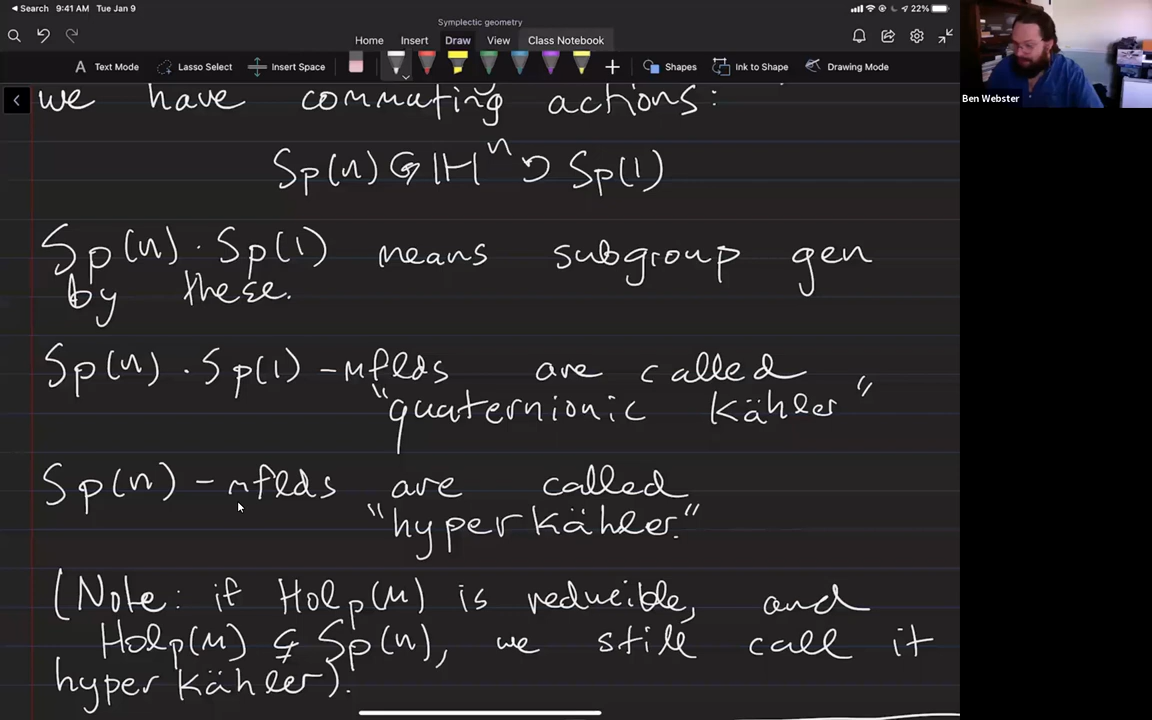 Search 9:41 AM Tue Jan 9
Symplectic geometry
22%
Home Insert Draw View Class Notebook
Text Mode Lasso Select Insert Space Shapes Ink to Shape Drawing Mode
Ben Webster
we have commuting actions:
Sp(n) ↻ ℍⁿ ↺ Sp(1)
Sp(n) · Sp(1) means subgroup gen
by these.
Sp(n) · Sp(1) - mflds are called
"quaternionic Kähler"
Sp(n) - mflds are called
"hyperkähler."
(Note: if Holp(M) is reducible, and
Holp(M) ⊊ Sp(n), we still call it
hyperkähler).